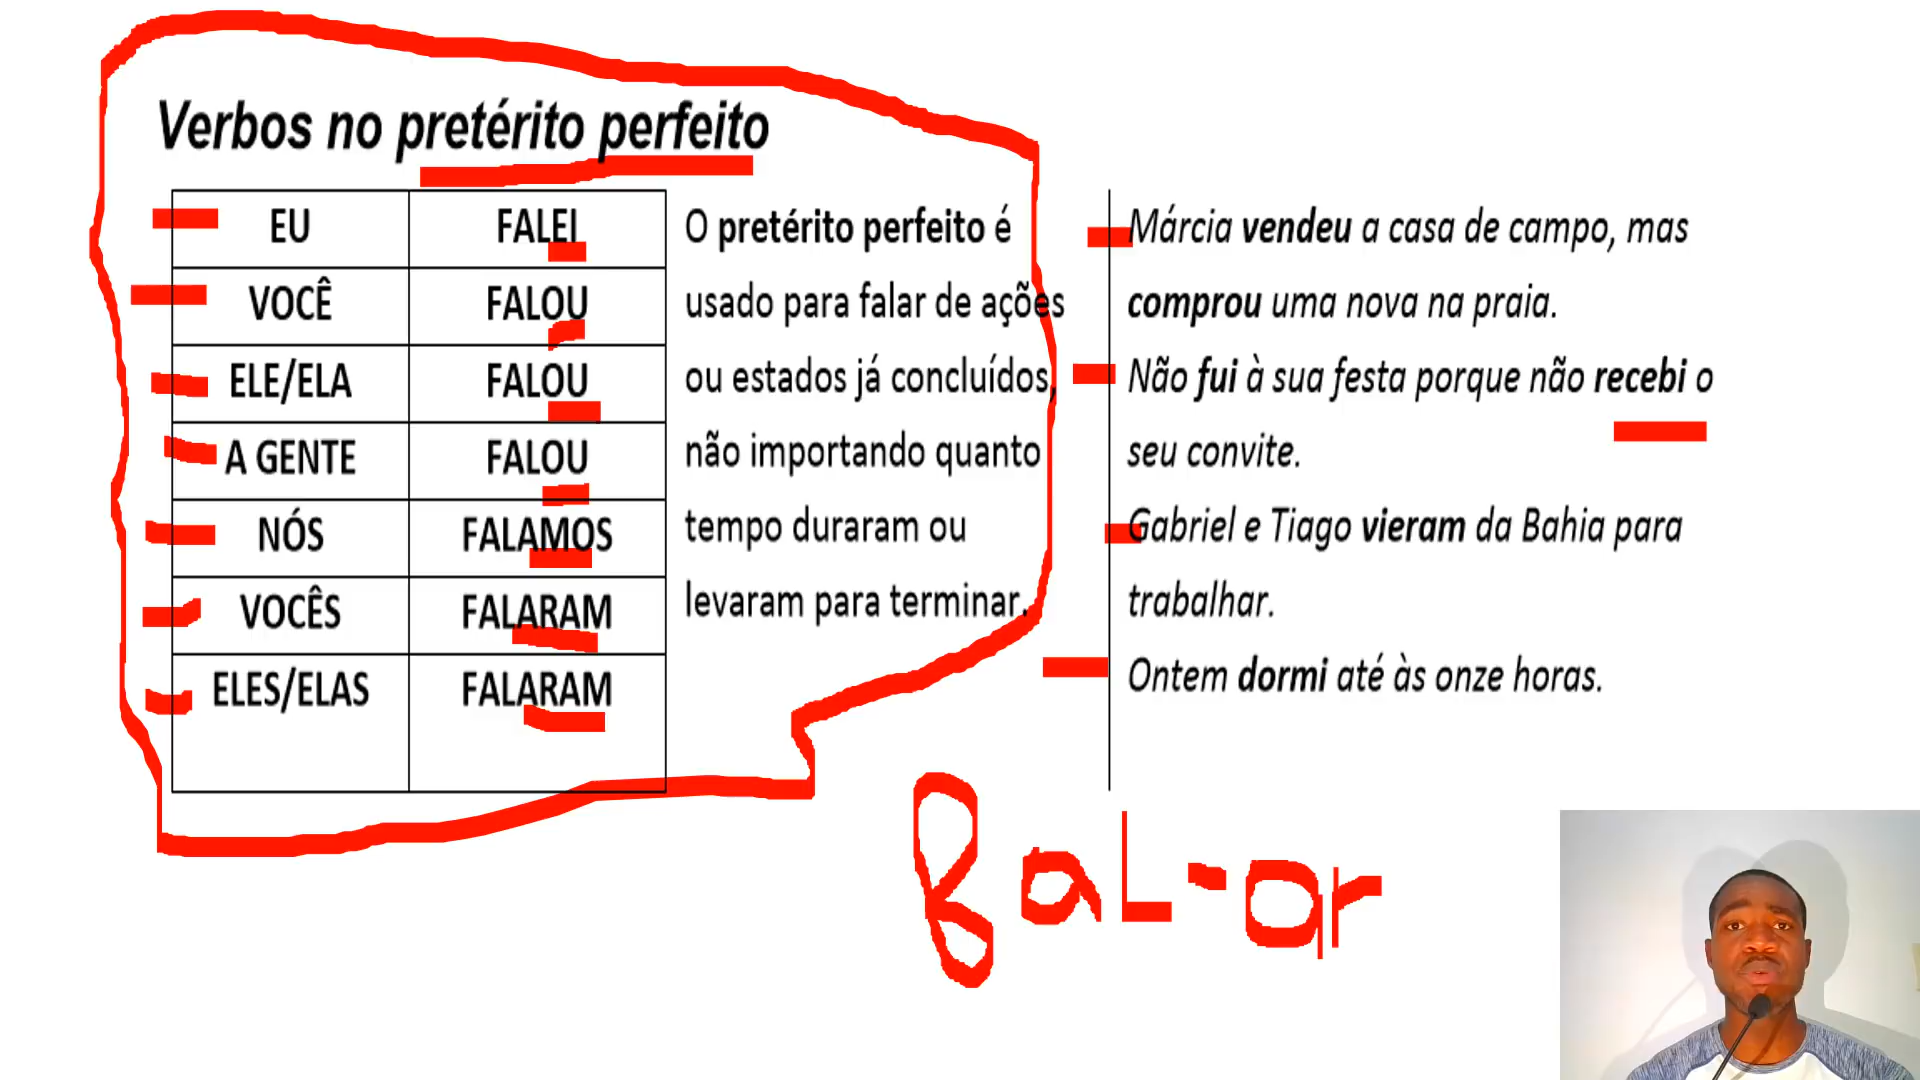 Verbos no pretérito perfeito
EU FALEI
VOCÊ FALOU
ELE/ELA FALOU
A GENTE FALOU
NÓS FALAMOS
VOCÊS FALARAM
ELES/ELAS FALARAM
O pretérito perfeito é
usado para falar de ações
ou estados já concluídos,
não importando quanto
tempo duraram ou
levaram para terminar.
Márcia vendeu a casa de campo, mas
comprou uma nova na praia.
Não fui à sua festa porque não recebi o
seu convite.
Gabriel e Tiago vieram da Bahia para
trabalhar.
Ontem dormi até às onze horas.
faL-ar